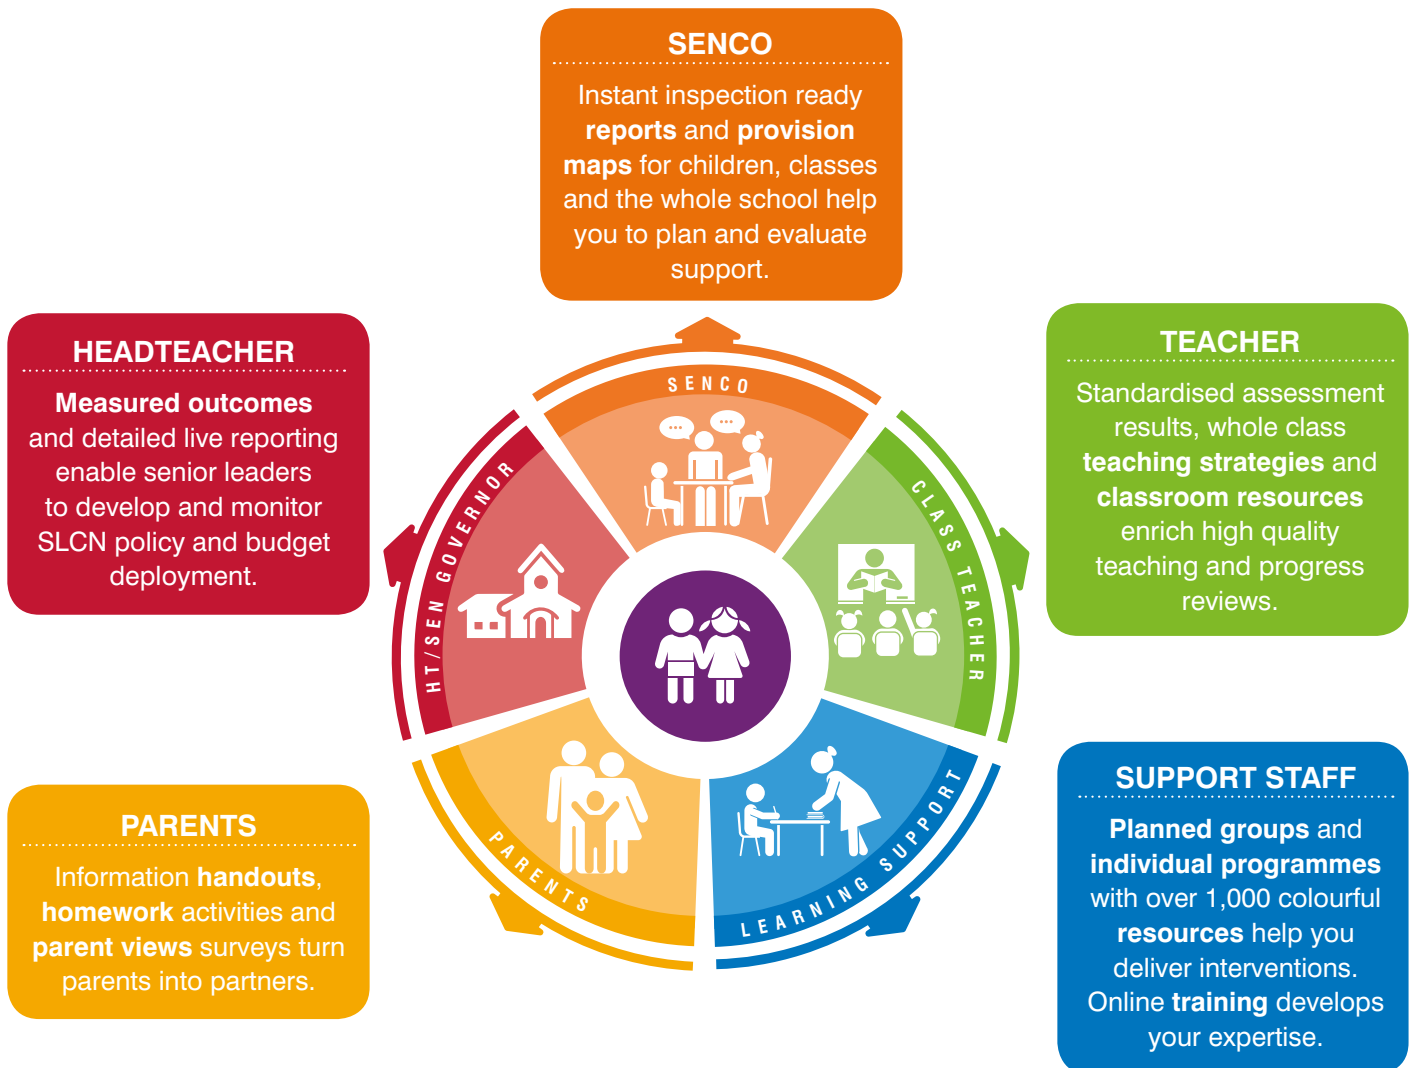 SENCO
Instant inspection ready
reports and provision
maps for children, classes
and the whole school help
you to plan and evaluate
support.
HEADTEACHER
Measured outcomes
and detailed live reporting
enable senior leaders
to develop and monitor
SLCN policy and budget
deployment.
TEACHER
Standardised assessment
results, whole class
teaching strategies and
classroom resources
enrich high quality
teaching and progress
reviews.
SENCO
HT/SEN GOVERNOR
CLASS TEACHER
PARENTS
LEARNING SUPPORT
PARENTS
Information handouts,
homework activities and
parent views surveys turn
parents into partners.
SUPPORT STAFF
Planned groups and
individual programmes
with over 1,000 colourful
resources help you
deliver interventions.
Online training develops
your expertise.